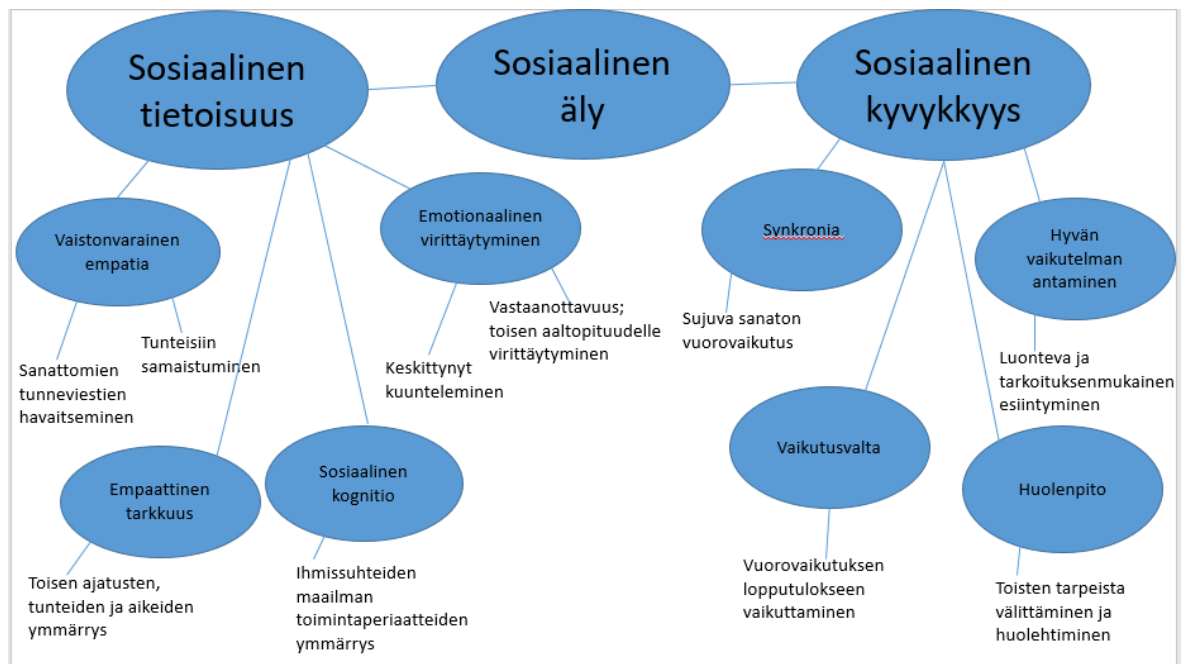 Sosiaalinen
tietoisuus
Sosiaalinen
äly
Sosiaalinen
kyvykkyys
Vaistonvarainen
empatia
Emotionaalinen
virittäytyminen
Synkronia
Hyvän
vaikutelman
antaminen
Sanattomien
tunneviestien
havaitseminen
Tunteisiin
samaistuminen
Keskittynyt
kuunteleminen
Vastaanottavuus;
toisen aaltopituudelle
virittäytyminen
Sujuva sanaton
vuorovaikutus
Luonteva ja
tarkoituksenmukainen
esiintyminen
Empaattinen
tarkkuus
Sosiaalinen
kognitio
Vaikutusvalta
Huolenpito
Toisen ajatusten,
tunteiden ja aikeiden
ymmärrys
Ihmissuhteiden
maailman
toimintaperiaatteiden
ymmärrys
Vuorovaikutuksen
lopputulokseen
vaikuttaminen
Toisten tarpeista
välittäminen ja
huolehtiminen